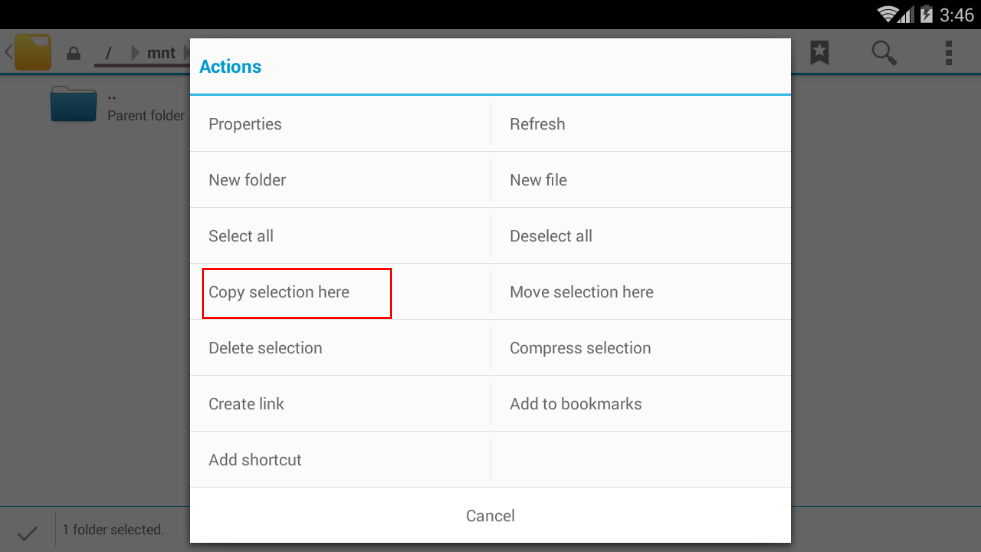 3:46
/ mnt
Actions
..
Parent folder
Properties
Refresh
New folder
New file
Select all
Deselect all
Copy selection here
Move selection here
Delete selection
Compress selection
Create link
Add to bookmarks
Add shortcut
Cancel
1 folder selected.